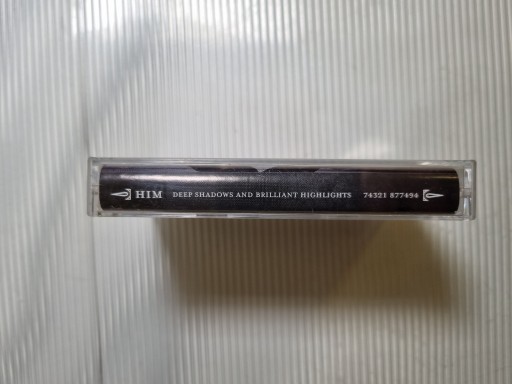 HIM DEEP SHADOWS AND BRILLIANT HIGHLIGHTS 74321 877494